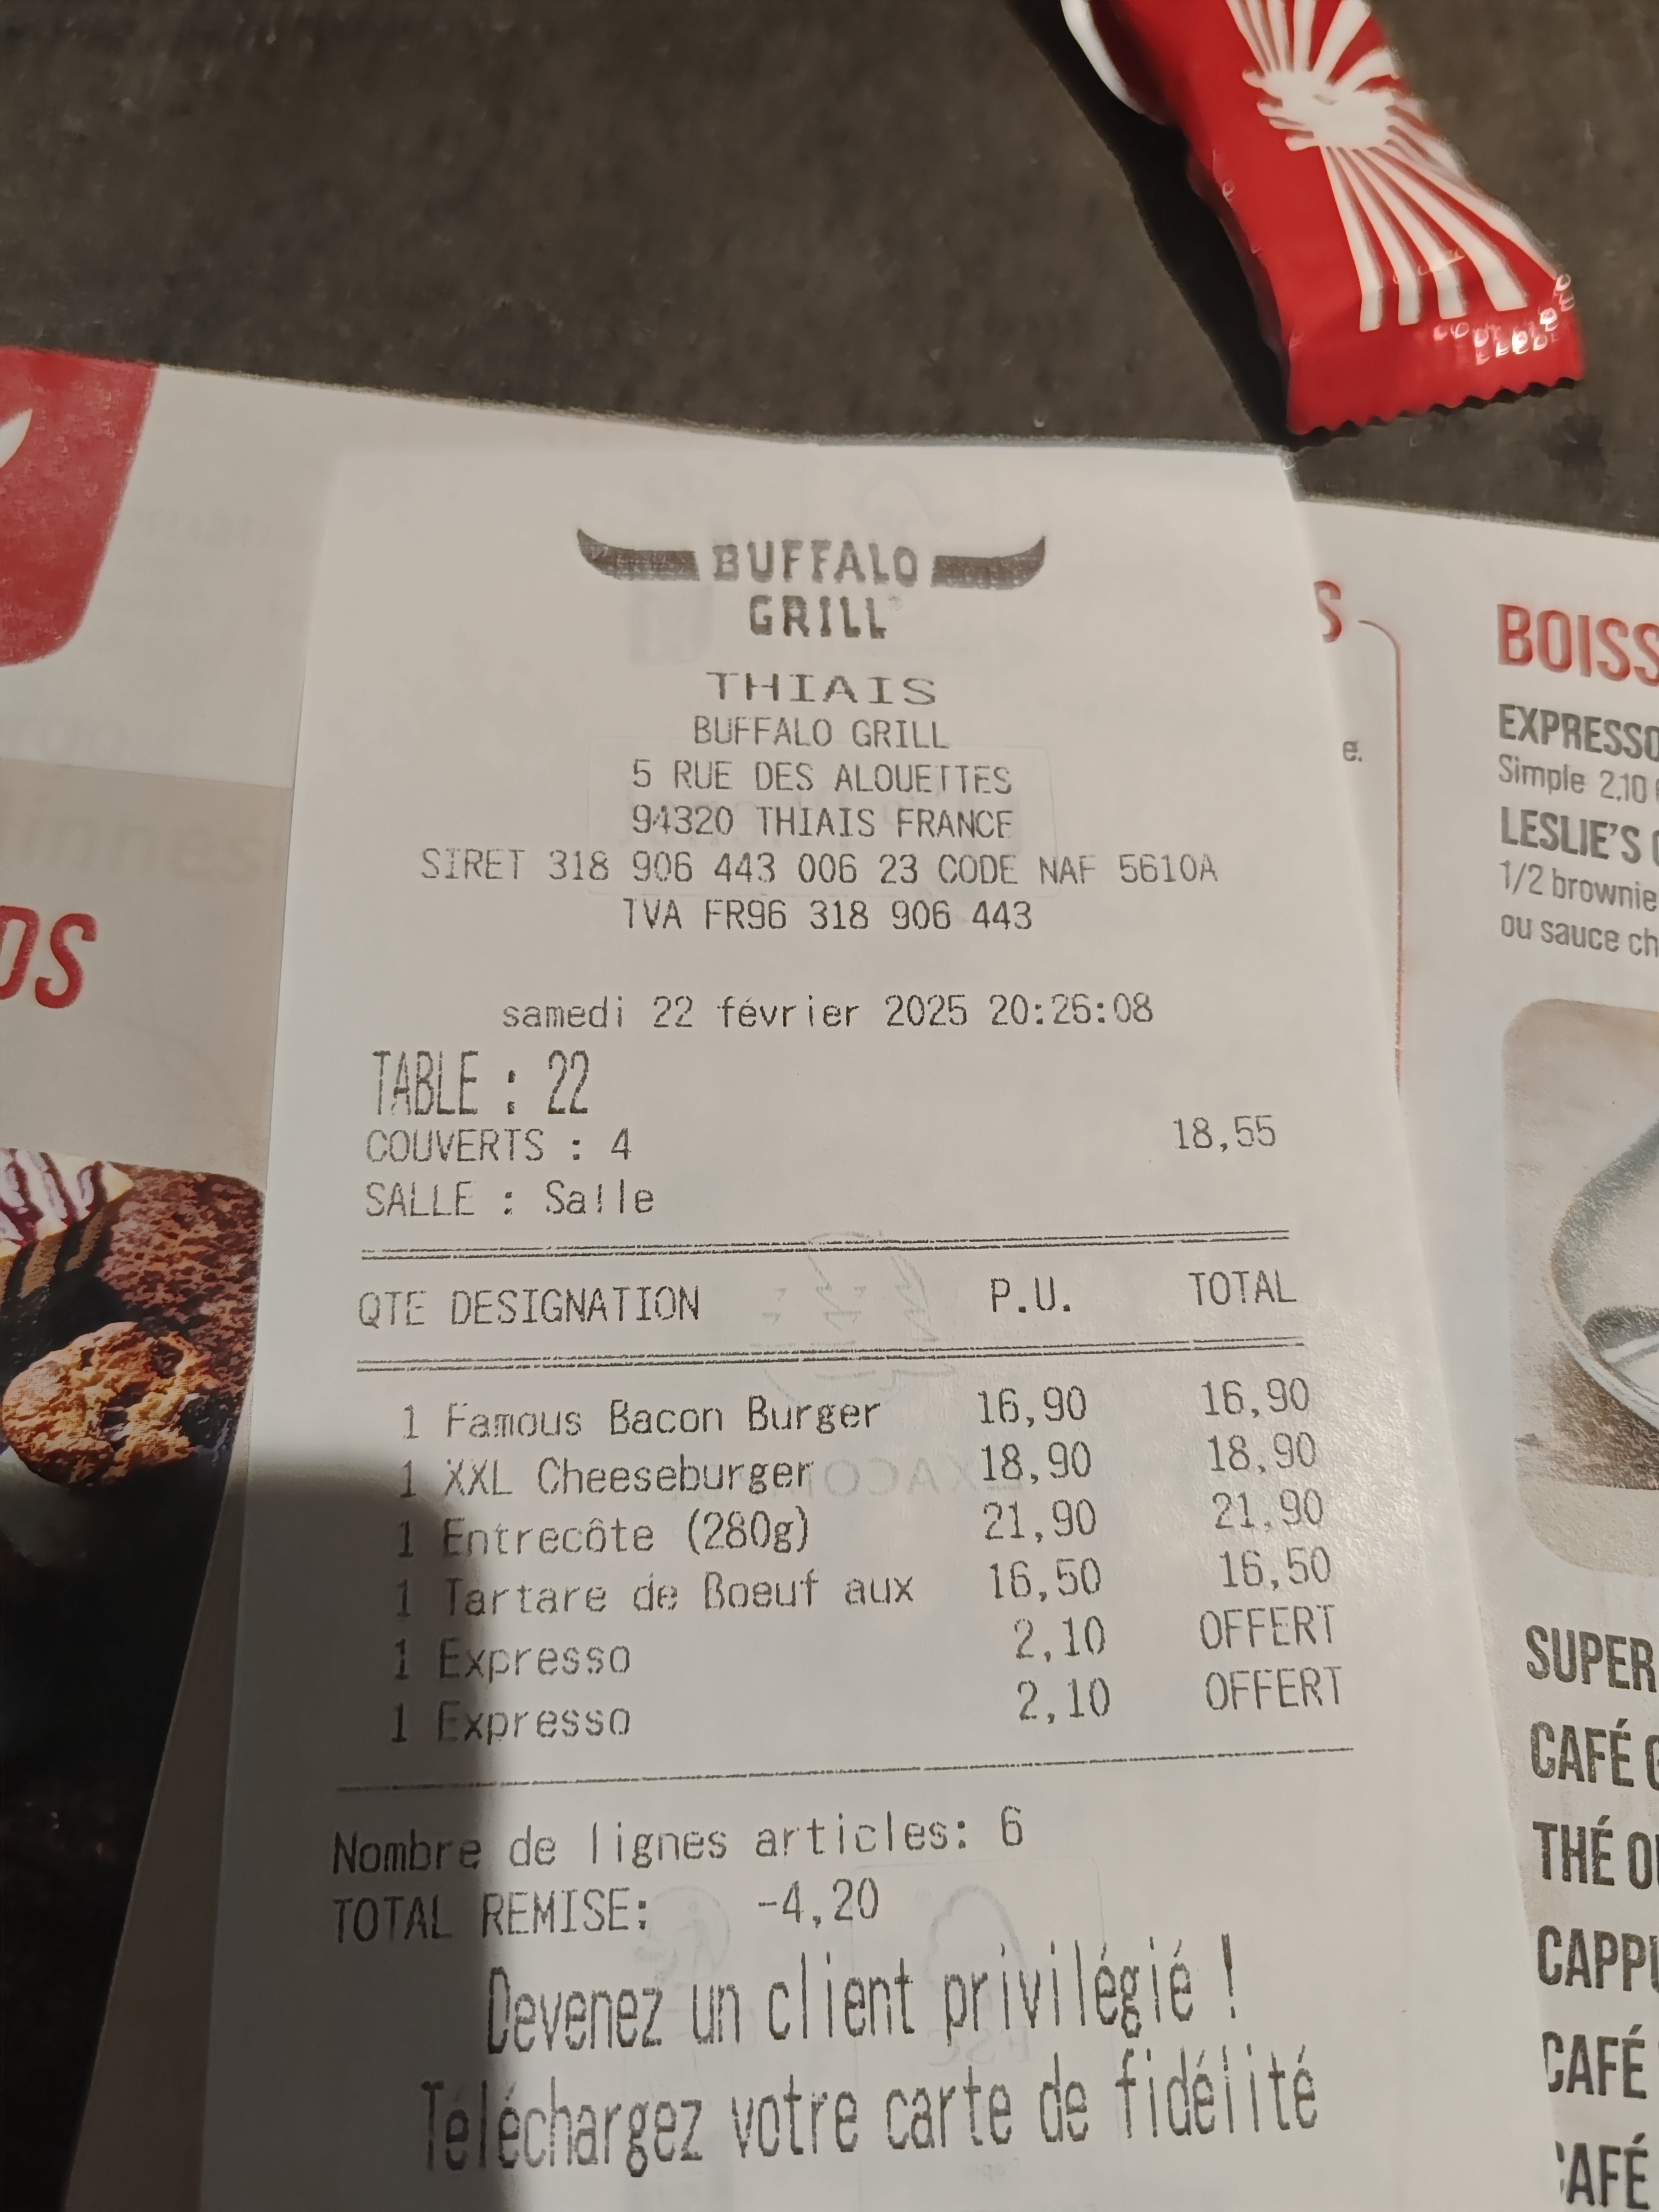 BUFFALO
GRILL
THIAIS
BUFFALO GRILL
5 RUE DES ALOUETTES
94320 THIAIS FRANCE
SIRET 318 906 443 006 23 CODE NAF 5610A
TVA FR96 318 906 443
samedi 22 février 2025 20:26:08
TABLE : 22
COUVERTS : 4 18,55
SALLE : Salle
QTE DESIGNATION P.U. TOTAL
1 Famous Bacon Burger 16,90 16,90
1 XXL Cheeseburger 18,90 18,90
1 Entrecôte (280g) 21,90 21,90
1 Tartare de Boeuf aux 16,50 16,50
1 Expresso 2,10 OFFERT
1 Expresso 2,10 OFFERT
Nombre de lignes articles: 6
TOTAL REMISE: -4,20
Devenez un client privilégié !
Téléchargez votre carte de fidélité
DS
S
e.
BOISS
EXPRESSO
Simple 2,10
LESLIE'S
1/2 brownie
ou sauce ch
SUPER
CAFÉ G
THÉ OU
CAPPU
CAFÉ
CAFÉ